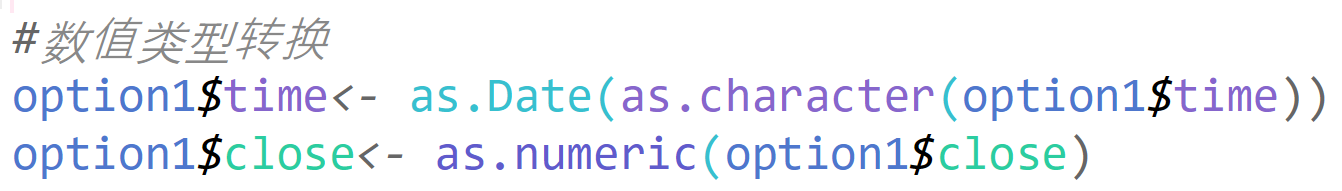 #数值类型转换
option1$time<- as.Date(as.character(option1$time))
option1$close<- as.numeric(option1$close)